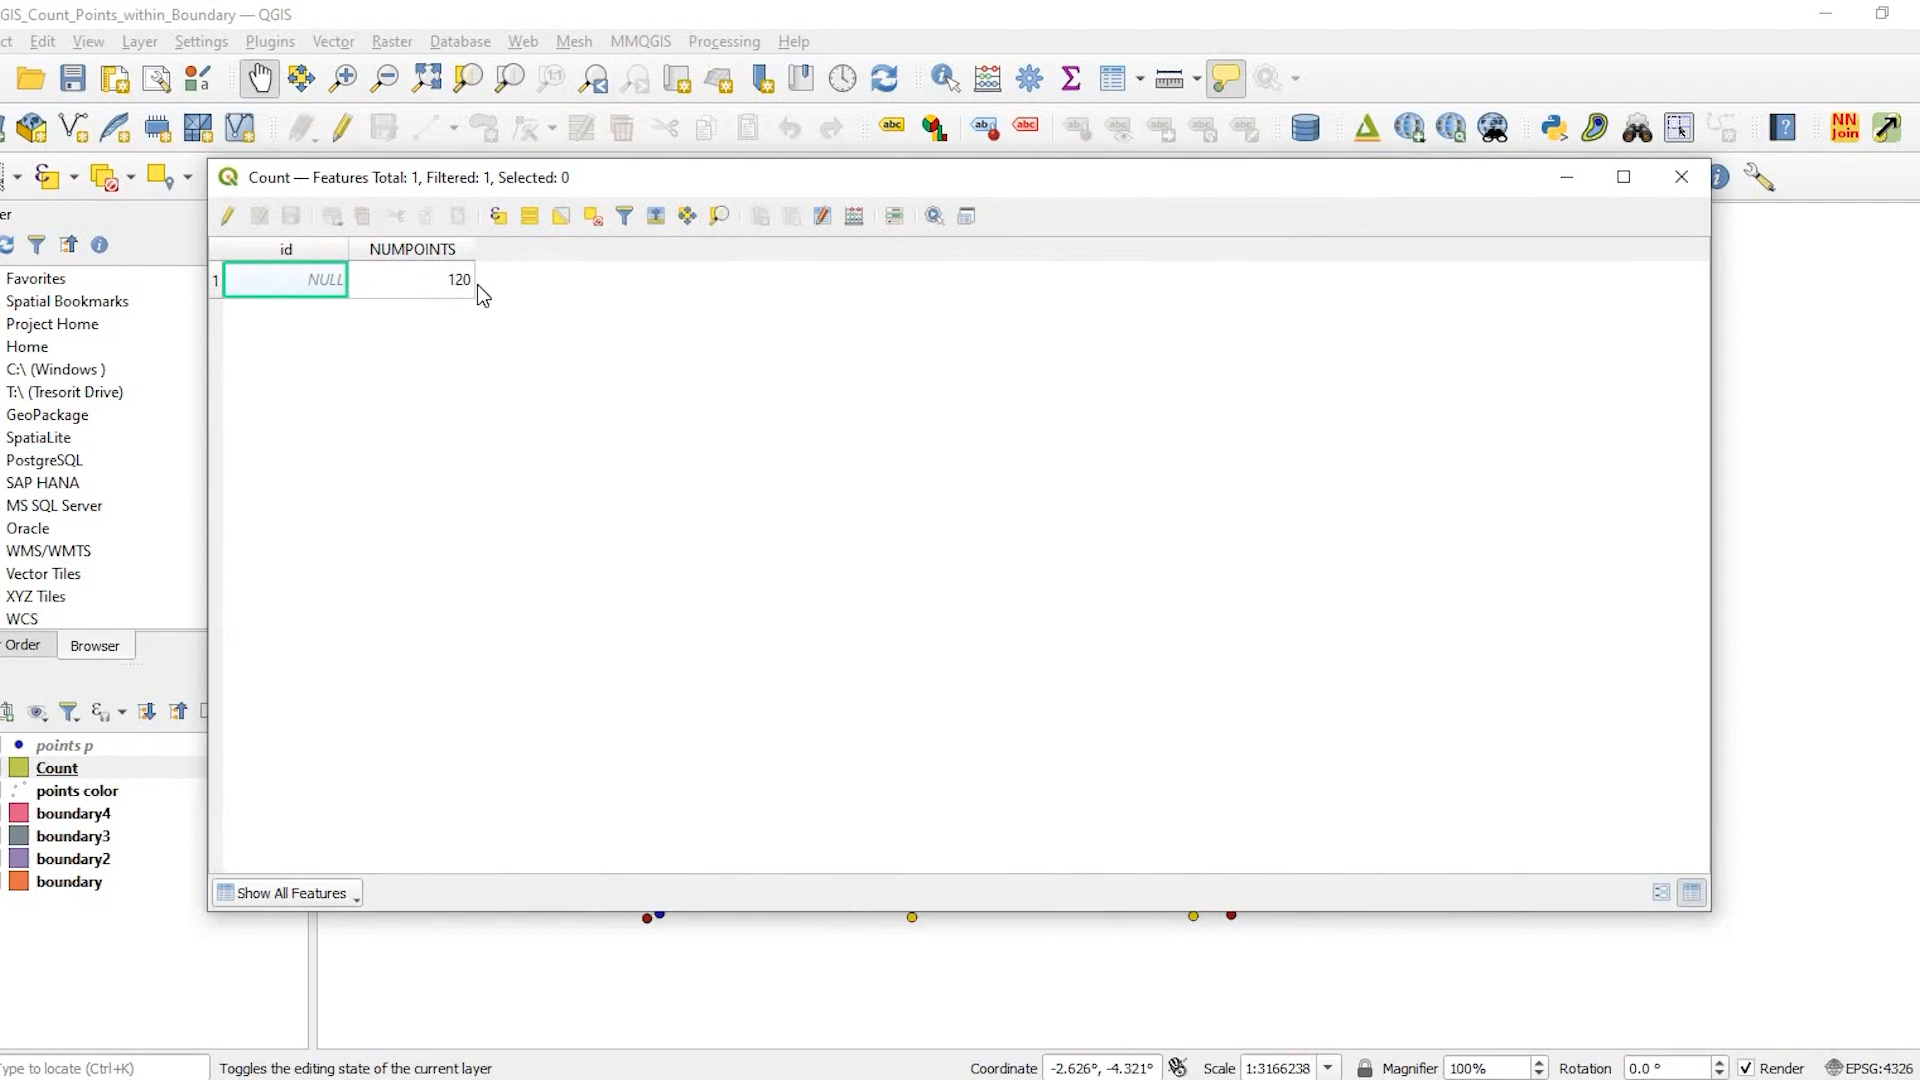 GIS_Count_Points_within_Boundary — QGIS
ct Edit View Layer Settings Plugins Vector Raster Database Web Mesh MMQGIS Processing Help
abc abc abc
NN
Join
Count — Features Total: 1, Filtered: 1, Selected: 0
er
id NUMPOINTS
1 NULL 120
Favorites
Spatial Bookmarks
Project Home
Home
C:\ (Windows )
T:\ (Tresorit Drive)
GeoPackage
SpatiaLite
PostgreSQL
SAP HANA
MS SQL Server
Oracle
WMS/WMTS
Vector Tiles
XYZ Tiles
WCS
Order Browser
points p
Count
points color
boundary4
boundary3
boundary2
boundary
Show All Features
ype to locate (Ctrl+K) Toggles the editing state of the current layer Coordinate -2.626°, -4.321° Scale 1:3166238 Magnifier 100% Rotation 0.0 ° Render EPSG:4326